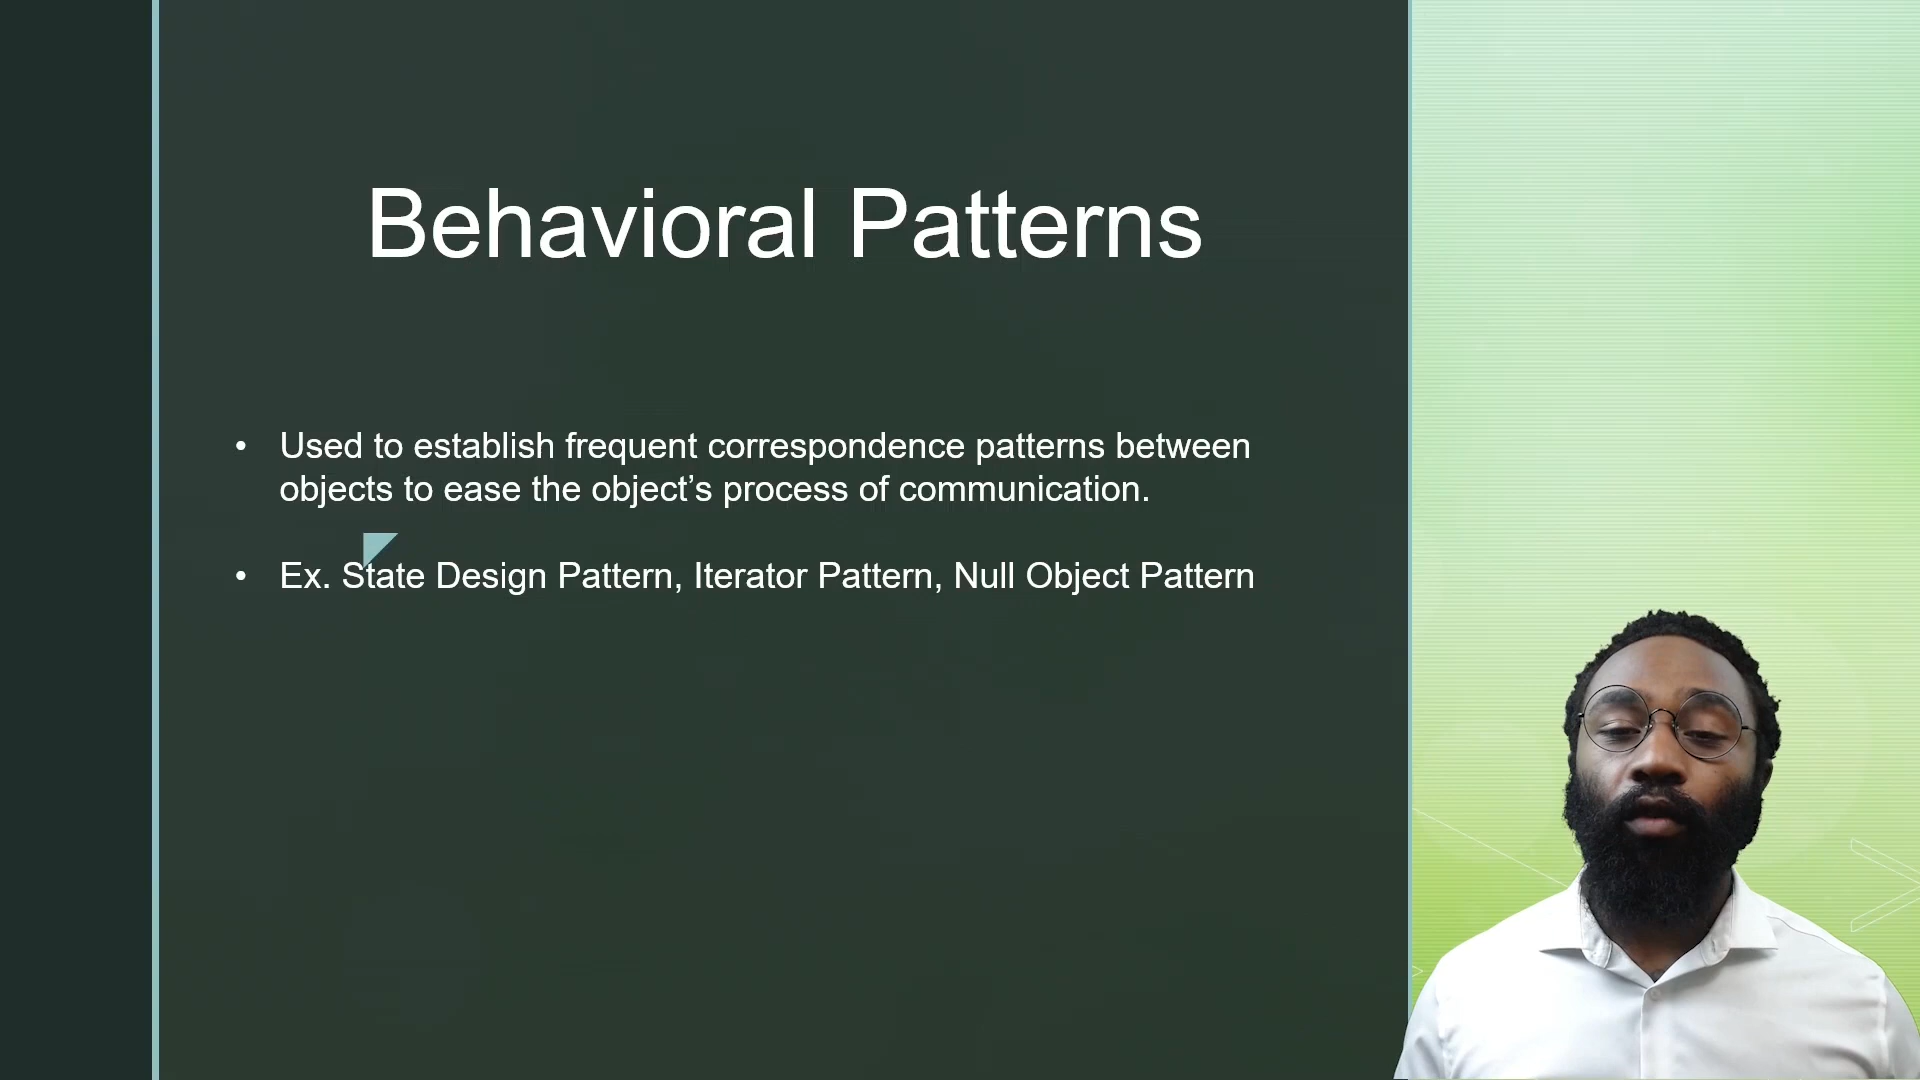 Behavioral Patterns
• Used to establish frequent correspondence patterns between
objects to ease the object’s process of communication.
• Ex. State Design Pattern, Iterator Pattern, Null Object Pattern